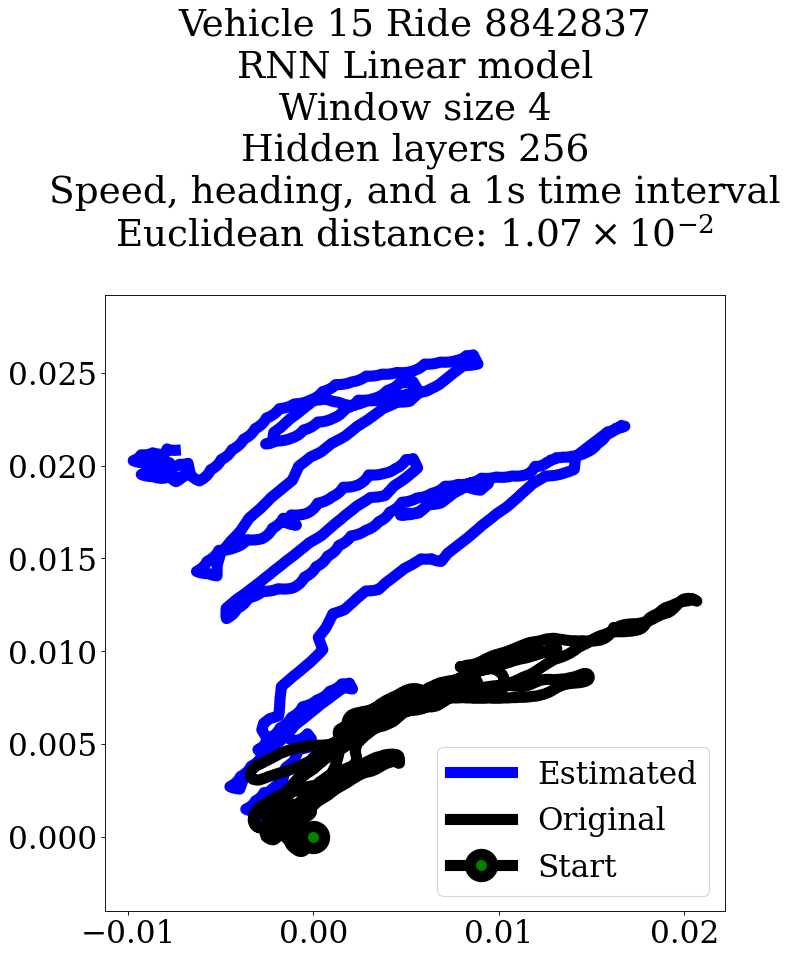 Vehicle 15 Ride 8842837
RNN Linear model
Window size 4
Hidden layers 256
Speed, heading, and a 1s time interval
Euclidean distance: 1.07 × 10⁻²
0.025
0.020
0.015
0.010
0.005
0.000
Estimated
Original
Start
−0.01 0.00 0.01 0.02